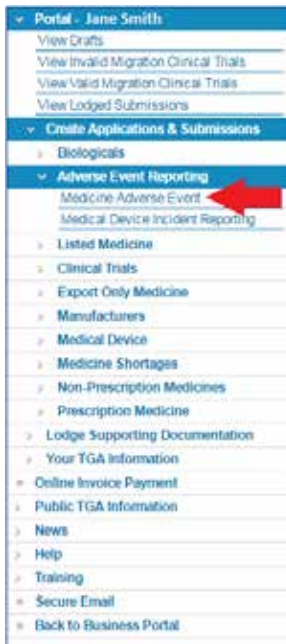 Portal - Jane Smith
View Drafts
View Invalid Migration Clinical Trials
View Valid Migration Clinical Trials
View Lodged Submissions
Create Applications & Submissions
Biologicals
Adverse Event Reporting
Medicine Adverse Event
Medical Device Incident Reporting
Listed Medicine
Clinical Trials
Export Only Medicine
Manufacturers
Medical Device
Medicine Shortages
Non-Prescription Medicines
Prescription Medicine
Lodge Supporting Documentation
Your TGA Information
Online Invoice Payment
Public TGA Information
News
Help
Training
Secure Email
Back to Business Portal